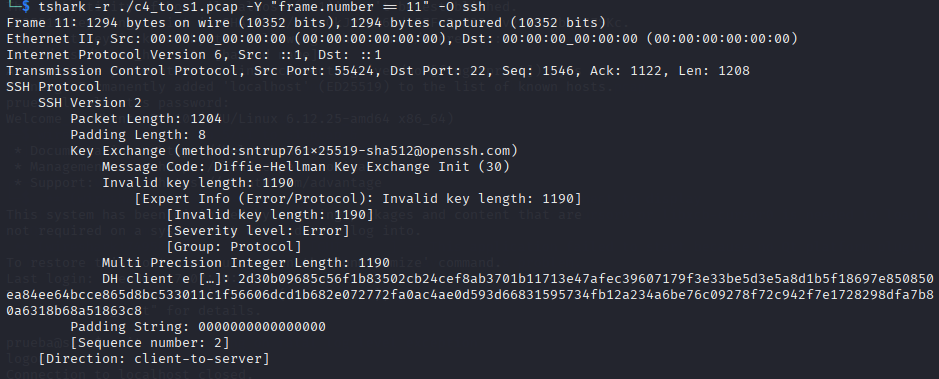 └─$ tshark -r ./c4_to_s1.pcap -Y "frame.number == 11" -O ssh
Frame 11: 1294 bytes on wire (10352 bits), 1294 bytes captured (10352 bits)
Ethernet II, Src: 00:00:00_00:00:00 (00:00:00:00:00:00), Dst: 00:00:00_00:00:00 (00:00:00:00:00:00)
Internet Protocol Version 6, Src: ::1, Dst: ::1
Transmission Control Protocol, Src Port: 55424, Dst Port: 22, Seq: 1546, Ack: 1122, Len: 1208
SSH Protocol
SSH Version 2
Packet Length: 1204
Padding Length: 8
Key Exchange (method:sntrup761×25519-sha512@openssh.com)
Message Code: Diffie-Hellman Key Exchange Init (30)
Invalid key length: 1190
[Expert Info (Error/Protocol): Invalid key length: 1190]
[Invalid key length: 1190]
[Severity level: Error]
[Group: Protocol]
Multi Precision Integer Length: 1190
DH client e […]: 2d30b09685c56f1b83502cb24cef8ab3701b11713e47afec39607179f3e33be5d3e5a8d1b5f18697e850850
ea84ee64bcce865d8bc533011c1f56606dcd1b682e072772fa0ac4ae0d593d66831595734fb12a234a6be76c09278f72c942f7e1728298dfa7b8
0a6318b68a51863c8
Padding String: 0000000000000000
[Sequence number: 2]
[Direction: client-to-server]